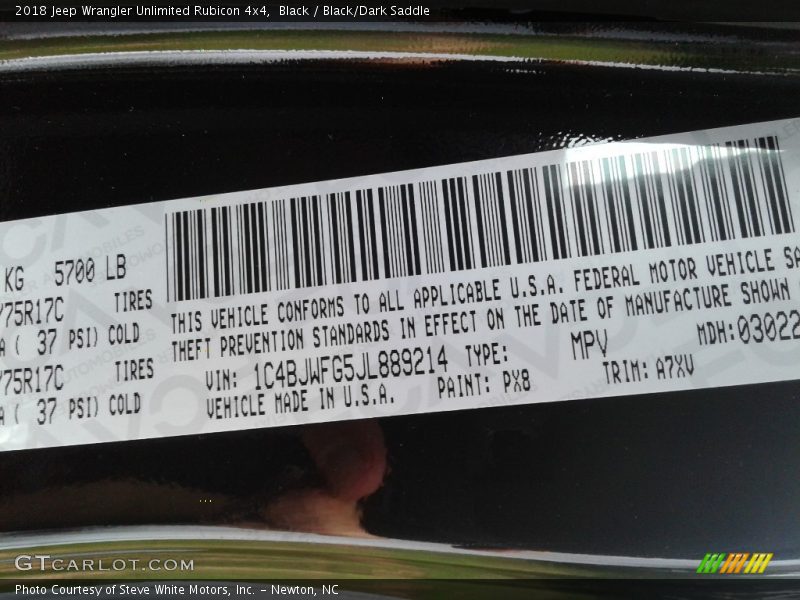 2018 Jeep Wrangler Unlimited Rubicon 4x4, Black / Black/Dark Saddle
KG 5700 LB
/75R17C TIRES
A ( 37 PSI) COLD
/75R17C TIRES
A ( 37 PSI) COLD
THIS VEHICLE CONFORMS TO ALL APPLICABLE U.S.A. FEDERAL MOTOR VEHICLE SA
THEFT PREVENTION STANDARDS IN EFFECT ON THE DATE OF MANUFACTURE SHOWN
VIN: 1C4BJWFG5JL889214 TYPE: MPV MDH:03022
VEHICLE MADE IN U.S.A. PAINT: PX8 TRIM: A7XV
GTCARLOT.COM
Photo Courtesy of Steve White Motors, Inc. – Newton, NC